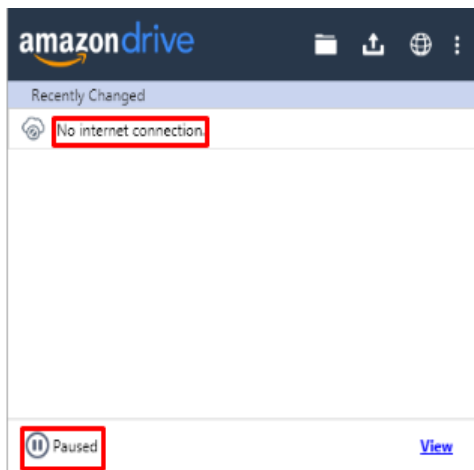 amazondrive
Recently Changed
No internet connection.
Paused
View